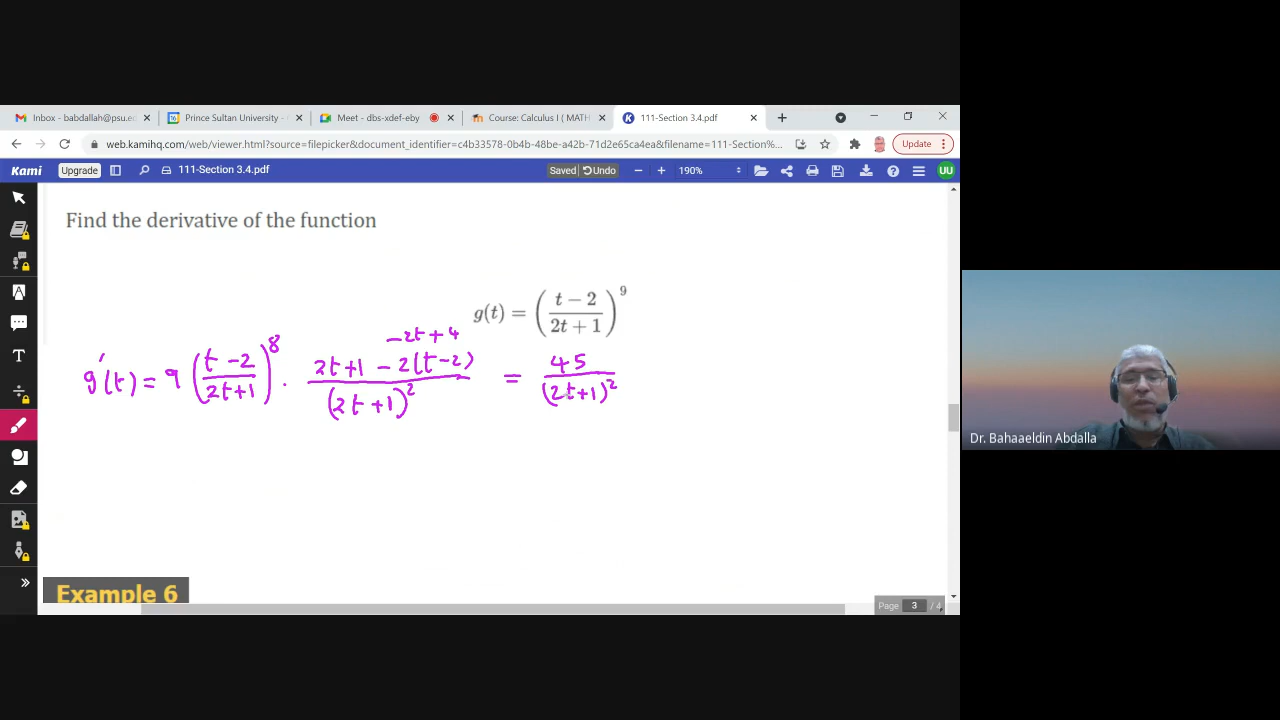 Inbox - babdallah@psu.e
Prince Sultan University -
Meet - dbs-xdef-eby
Course: Calculus I ( MATH
111-Section 3.4.pdf
web.kamihq.com/web/viewer.html?source=filepicker&document_identifier=c4b33578-0b4b-48be-a42b-71d2e65ca4ea&filename=111-Section%...
Update
Kami
Upgrade
111-Section 3.4.pdf
Saved
Undo
190%
UU
Find the derivative of the function
g(t) = ((t − 2)/(2t + 1))^9
−2t + 4
g'(t) = 9 ((t − 2)/(2t+1))^8 · (2t+1 − 2(t−2))/(2t+1)^2 = 45/(2t+1)^2
Example 6
Page 3 / 4
Dr. Bahaaeldin Abdalla